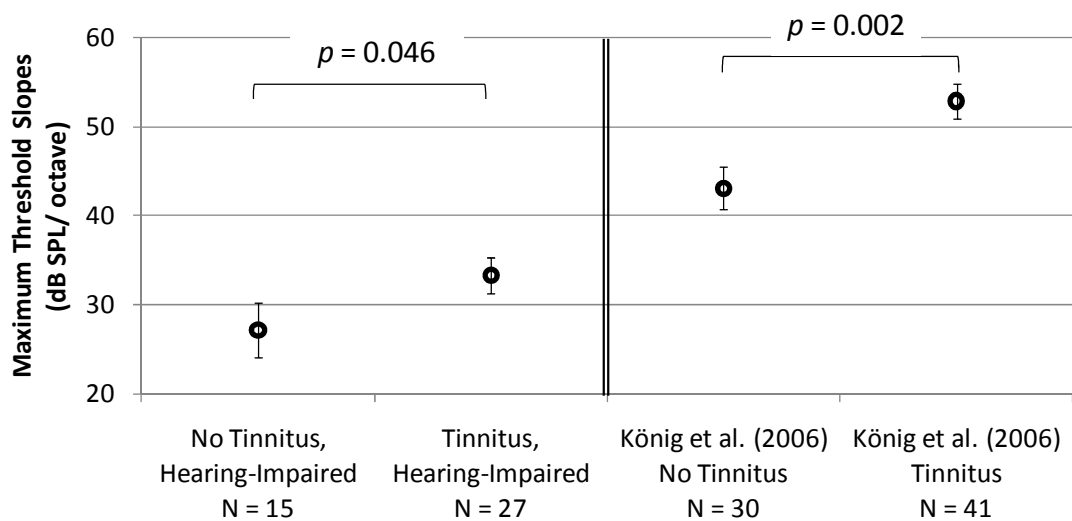 Maximum Threshold Slopes
(dB SPL/ octave)
60
50
40
30
20
p = 0.046
p = 0.002
No Tinnitus,
Hearing-Impaired
N = 15
Tinnitus,
Hearing-Impaired
N = 27
König et al. (2006)
No Tinnitus
N = 30
König et al. (2006)
Tinnitus
N = 41